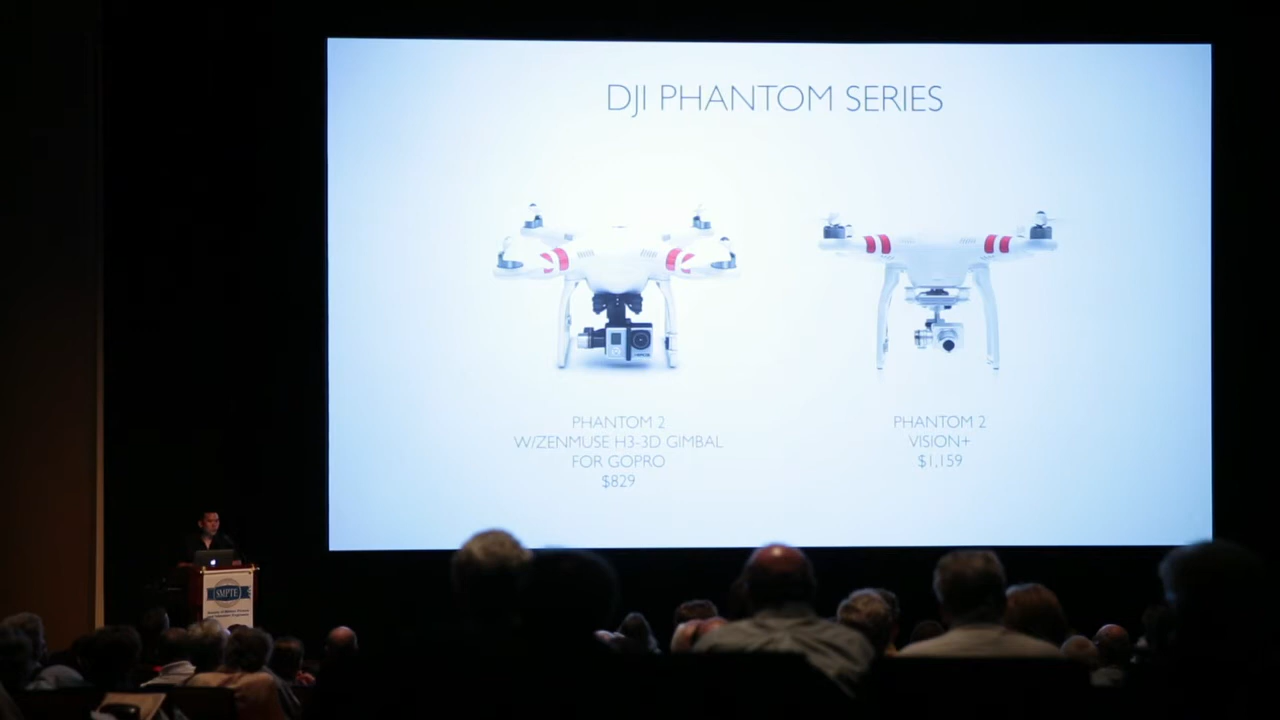 DJI PHANTOM SERIES
PHANTOM 2
W/ZENMUSE H3-3D GIMBAL
FOR GOPRO
$829
PHANTOM 2
VISION+
$1,159
SMPTE